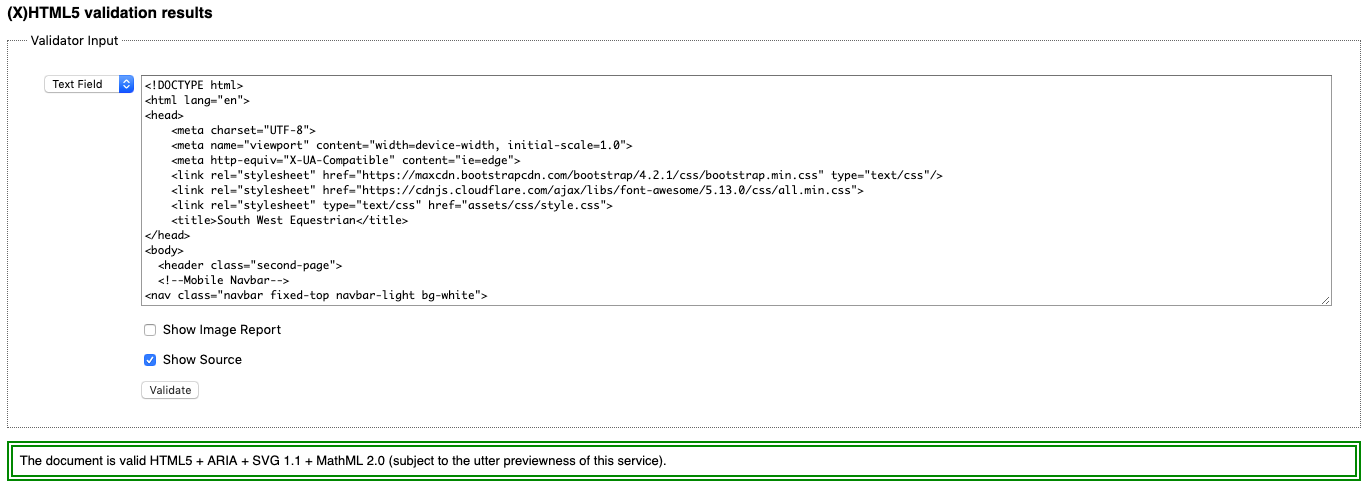 (X)HTML5 validation results
Validator Input
Text Field
<!DOCTYPE html>
<html lang="en">
<head>
    <meta charset="UTF-8">
    <meta name="viewport" content="width=device-width, initial-scale=1.0">
    <meta http-equiv="X-UA-Compatible" content="ie=edge">
    <link rel="stylesheet" href="https://maxcdn.bootstrapcdn.com/bootstrap/4.2.1/css/bootstrap.min.css" type="text/css"/>
    <link rel="stylesheet" href="https://cdnjs.cloudflare.com/ajax/libs/font-awesome/5.13.0/css/all.min.css">
    <link rel="stylesheet" type="text/css" href="assets/css/style.css">
    <title>South West Equestrian</title>
</head>
<body>
  <header class="second-page">
  <!--Mobile Navbar-->
<nav class="navbar fixed-top navbar-light bg-white">
Show Image Report
Show Source
Validate
The document is valid HTML5 + ARIA + SVG 1.1 + MathML 2.0 (subject to the utter previewness of this service).